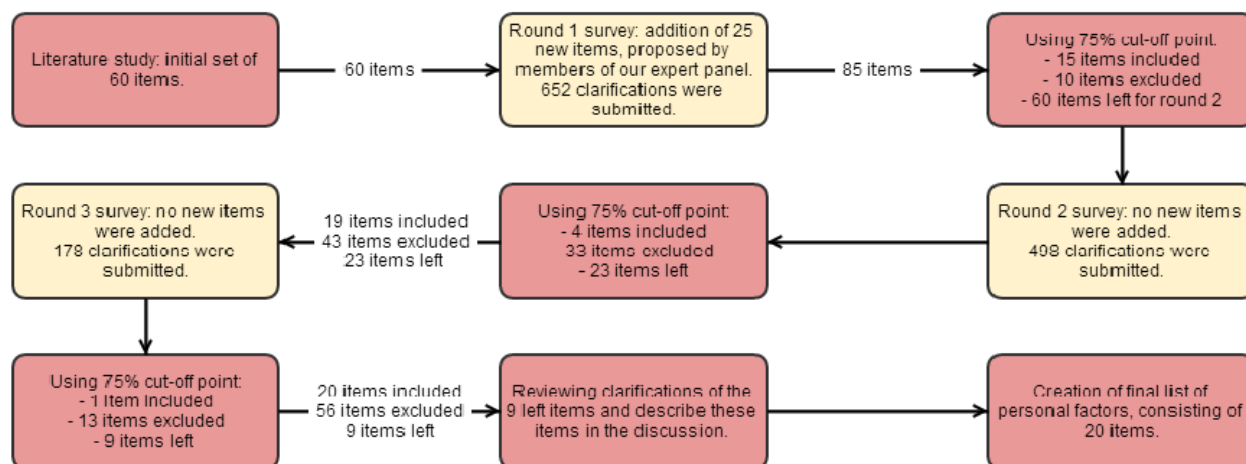 Literature study: initial set of
60 items.
60 items
Round 1 survey: addition of 25
new items, proposed by
members of our expert panel.
652 clarifications were
submitted.
85 items
Using 75% cut-off point:
- 15 items included
- 10 items excluded
- 60 items left for round 2
Round 2 survey: no new items
were added.
498 clarifications were
submitted.
Using 75% cut-off point:
- 4 items included
- 33 items excluded
- 23 items left
19 items included
43 items excluded
23 items left
Round 3 survey: no new items
were added.
178 clarifications were
submitted.
Using 75% cut-off point:
- 1 item included
- 13 items excluded
- 9 items left
20 items included
56 items excluded
9 items left
Reviewing clarifications of the
9 left items and describe these
items in the discussion.
Creation of final list of
personal factors, consisting of
20 items.